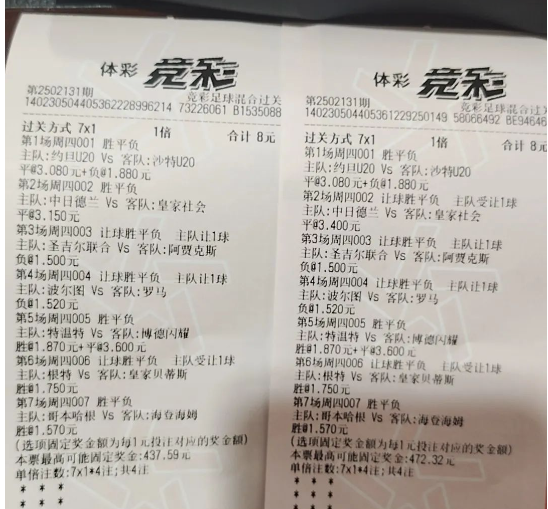 体彩 竞彩
第2502131期 竞彩足球混合过关
140230504405362228996214 73226061 B1535088
过关方式 7x1 1倍 合计 8元
第1场周四001 胜平负
主队:约旦U20 Vs 客队:沙特U20
平@3.080元+负@1.880元
第2场周四002 胜平负
主队:中日德兰 Vs 客队:皇家社会
平@3.150元
第3场周四003 让球胜平负 主队让1球
主队:圣吉尔联合 Vs 客队:阿贾克斯
负@1.500元
第4场周四004 让球胜平负 主队让1球
主队:波尔图 Vs 客队:罗马
负@1.520元
第5场周四005 胜平负
主队:特温特 Vs 客队:博德闪耀
胜@1.870元+平@3.600元
第6场周四006 让球胜平负 主队受让1球
主队:根特 Vs 客队:皇家贝蒂斯
胜@1.750元
第7场周四007 胜平负
主队:哥本哈根 Vs 客队:海登海姆
胜@1.570元
(选项固定奖金额为每1元投注对应的奖金额)
本票最高可能固定奖金:437.59元
单倍注数:7x1*4注;共4注
* * *
* * *
体彩 竞彩
第2502131期 竞彩足球混合过关
140230504405361229250149 58066492 BE94646
过关方式 7x1 1倍 合计 8元
第1场周四001 胜平负
主队:约旦U20 Vs 客队:沙特U20
平@3.080元+负@1.880元
第2场周四002 让球胜平负 主队受让1球
主队:中日德兰 Vs 客队:皇家社会
平@3.400元
第3场周四003 让球胜平负 主队让1球
主队:圣吉尔联合 Vs 客队:阿贾克斯
负@1.500元
第4场周四004 让球胜平负 主队让1球
主队:波尔图 Vs 客队:罗马
负@1.520元
第5场周四005 胜平负
主队:特温特 Vs 客队:博德闪耀
胜@1.870元+平@3.600元
第6场周四006 让球胜平负 主队受让1球
主队:根特 Vs 客队:皇家贝蒂斯
胜@1.750元
第7场周四007 胜平负
主队:哥本哈根 Vs 客队:海登海姆
胜@1.570元
(选项固定奖金额为每1元投注对应的奖金额)
本票最高可能固定奖金:472.32元
单倍注数:7x1*4注;共4注
* * *
* * *